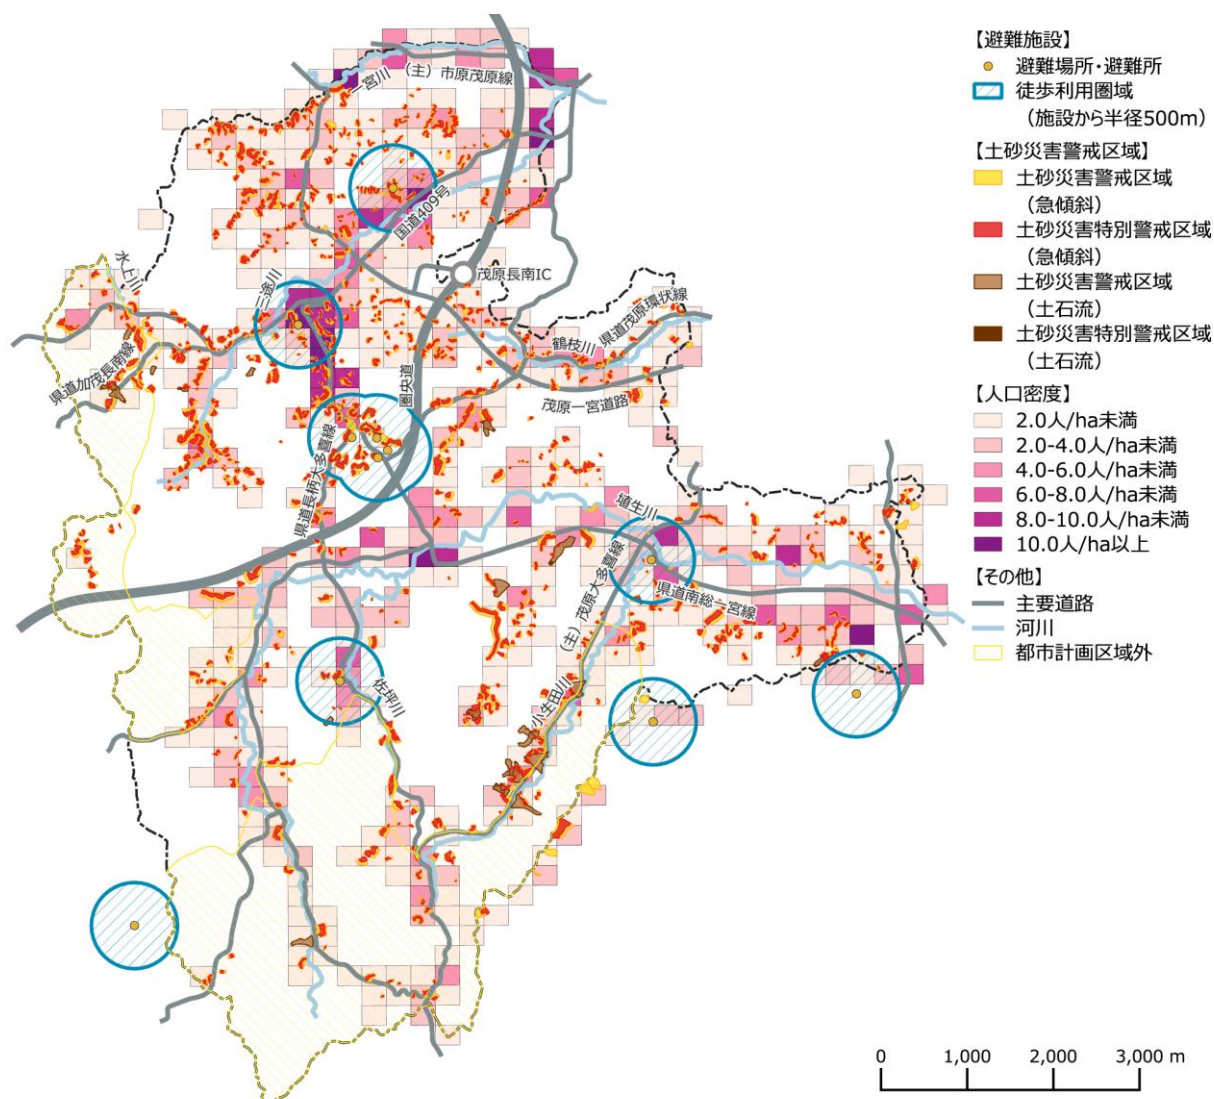 一宮川
(主)市原茂原線
国道409号
水上川
三途川
茂原長南IC
県道茂原環状線
鶴枝川
県道加茂長南線
圏央道
茂原一宮道路
県道長柄大多喜線
埴生川
(主)茂原大多喜線
県道南総一宮線
佐坪川
小生田川
【避難施設】
避難場所・避難所
徒歩利用圏域
(施設から半径500m)
【土砂災害警戒区域】
土砂災害警戒区域
(急傾斜)
土砂災害特別警戒区域
(急傾斜)
土砂災害警戒区域
(土石流)
土砂災害特別警戒区域
(土石流)
【人口密度】
2.0人/ha未満
2.0-4.0人/ha未満
4.0-6.0人/ha未満
6.0-8.0人/ha未満
8.0-10.0人/ha未満
10.0人/ha以上
【その他】
主要道路
河川
都市計画区域外
0 1,000 2,000 3,000 m